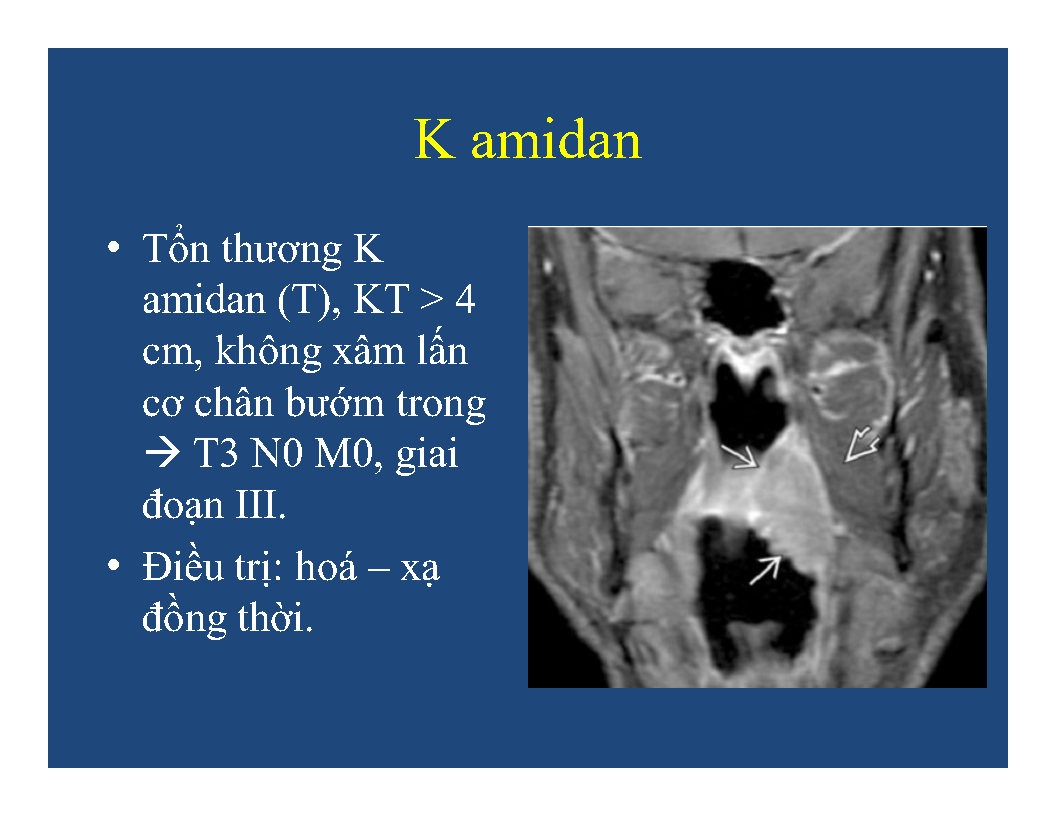 K amidan
• Tổn thương K
amidan (T), KT > 4
cm, không xâm lấn
cơ chân bướm trong
→ T3 N0 M0, giai
đoạn III.
• Điều trị: hoá – xạ
đồng thời.